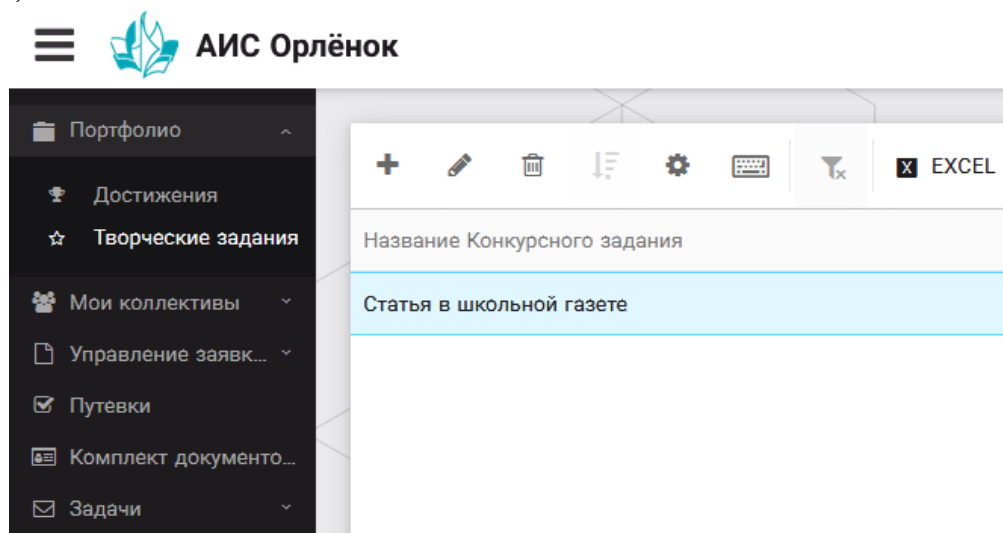 АИС Орлёнок
Портфолио
Достижения
Творческие задания
Мои коллективы
Управление заявк...
Путевки
Комплект документо...
Задачи
EXCEL
Название Конкурсного задания
Статья в школьной газете